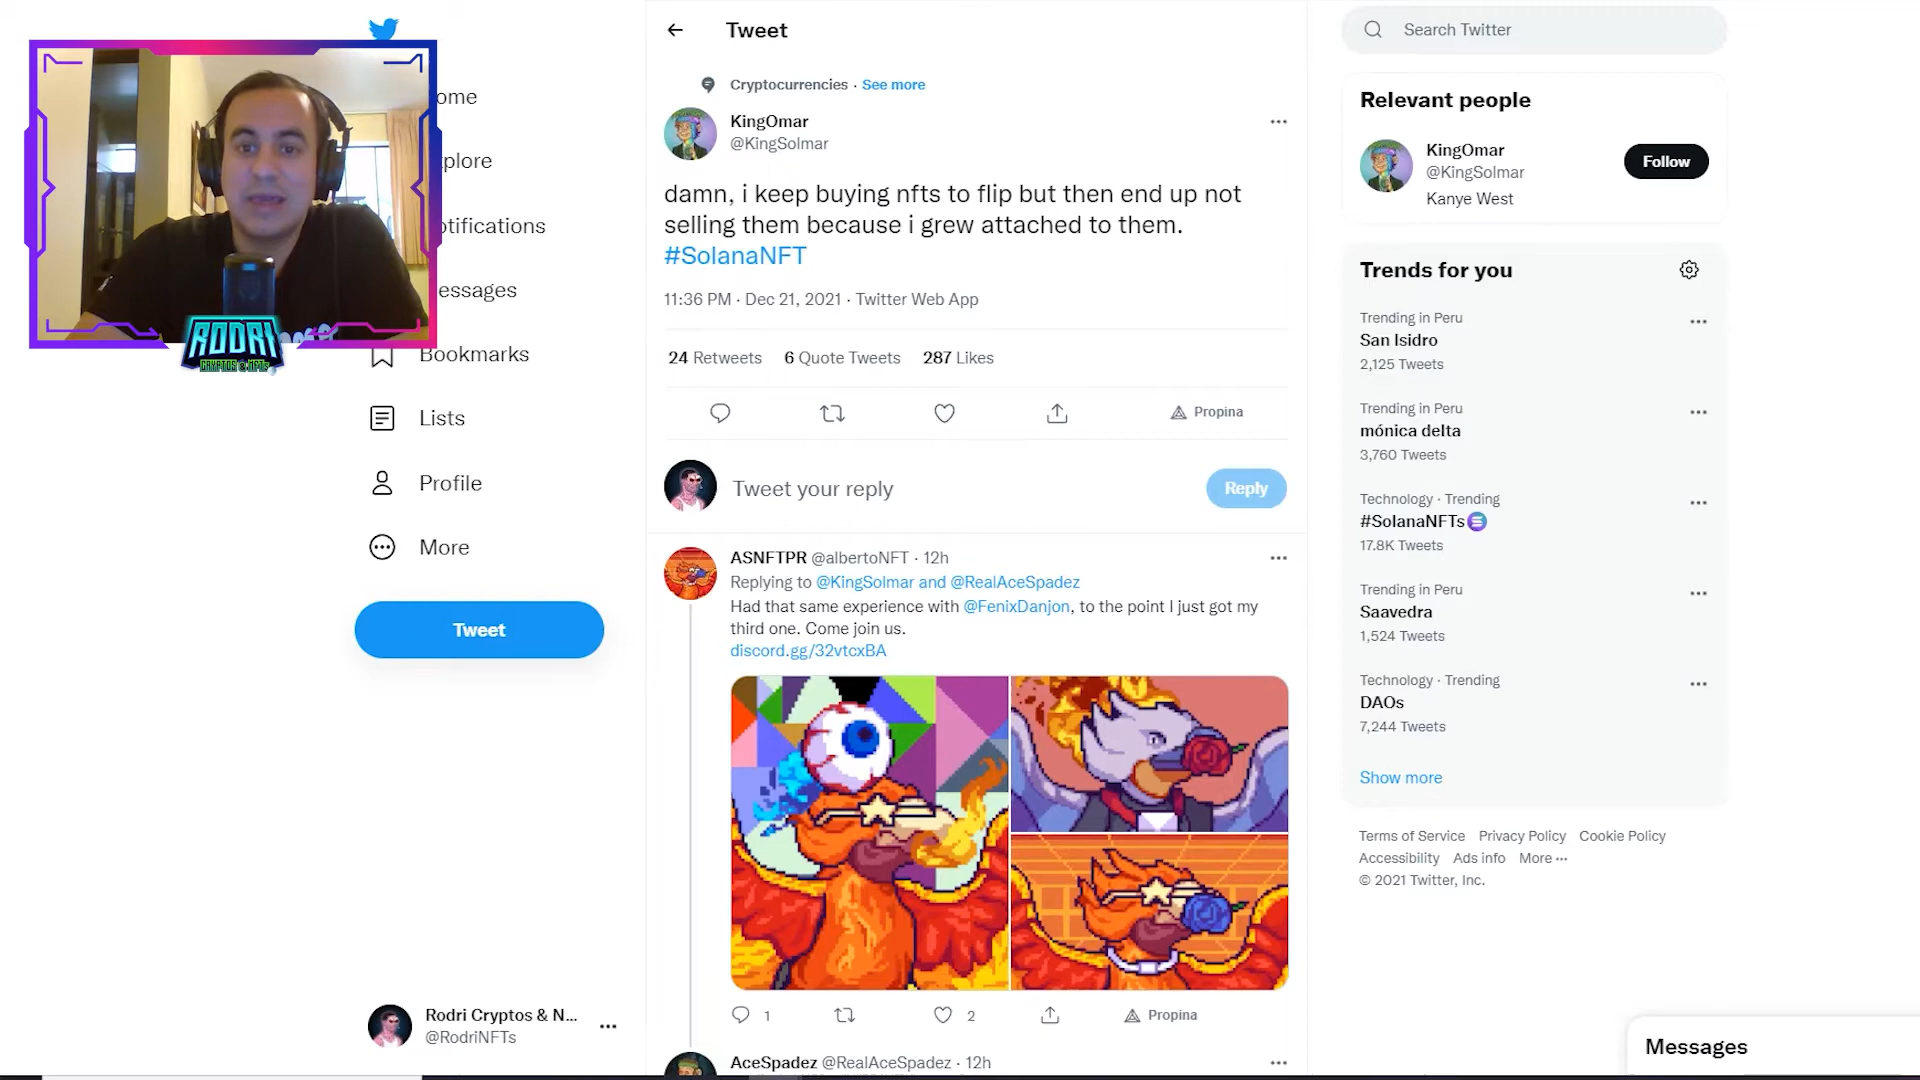 Tweet
Search Twitter
Cryptocurrencies · See more
KingOmar
@KingSolmar
damn, i keep buying nfts to flip but then end up not
selling them because i grew attached to them.
#SolanaNFT
11:36 PM · Dec 21, 2021 · Twitter Web App
24 Retweets 6 Quote Tweets 287 Likes
Propina
Tweet your reply
Reply
ASNFTPR @albertoNFT · 12h
Replying to @KingSolmar and @RealAceSpadez
Had that same experience with @FenixDanjon, to the point I just got my
third one. Come join us.
discord.gg/32vtcxBA
1 2 Propina
AceSpadez @RealAceSpadez · 12h
ome
plore
otifications
essages
Bookmarks
Lists
Profile
More
Tweet
RODRI
CRYPTOS & NFTs
Rodri Cryptos & N...
@RodriNFTs
Relevant people
KingOmar
@KingSolmar
Follow
Kanye West
Trends for you
Trending in Peru
San Isidro
2,125 Tweets
Trending in Peru
mónica delta
3,760 Tweets
Technology · Trending
#SolanaNFTs
17.8K Tweets
Trending in Peru
Saavedra
1,524 Tweets
Technology · Trending
DAOs
7,244 Tweets
Show more
Terms of Service Privacy Policy Cookie Policy
Accessibility Ads info More ···
© 2021 Twitter, Inc.
Messages